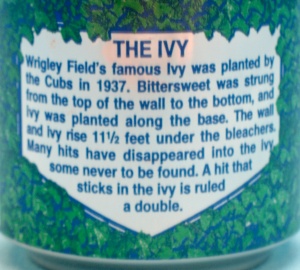 THE IVY
Wrigley Field's famous Ivy was planted by
the Cubs in 1937. Bittersweet was strung
from the top of the wall to the bottom, and
Ivy was planted along the base. The wall
and ivy rise 11½ feet under the bleachers.
Many hits have disappeared into the Ivy
some never to be found. A hit that
sticks in the ivy is ruled
a double.